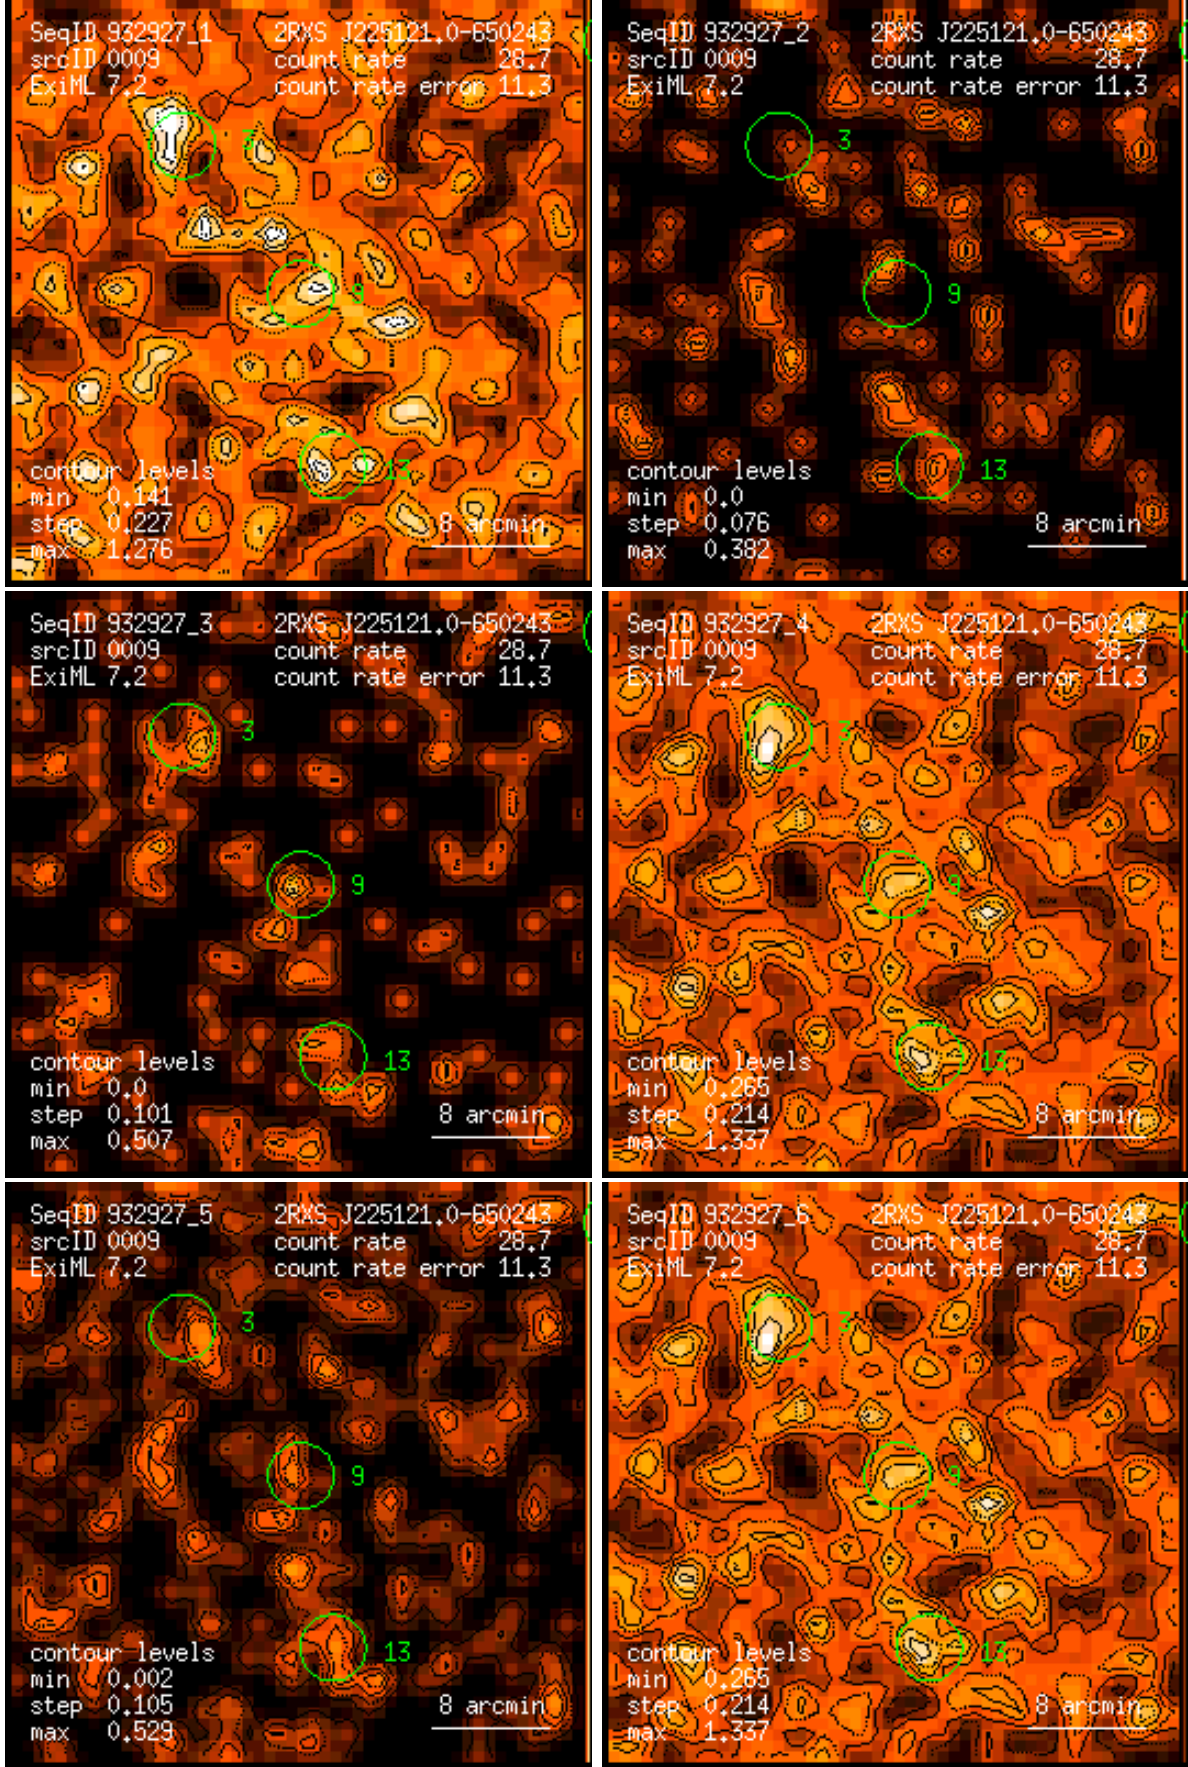 SeqID 932927_1 2RXS J225121.0-650243
srcID 0009 count rate 28.7
ExiML 7.2 count rate error 11.3
3
9
13
contour levels
min 0.141
step 0.227
max 1.276
8 arcmin
SeqID 932927_2 2RXS J225121.0-650243
srcID 0009 count rate 28.7
ExiML 7.2 count rate error 11.3
3
9
13
contour levels
min 0.0
step 0.076
max 0.382
8 arcmin
SeqID 932927_3 2RXS J225121.0-650243
srcID 0009 count rate 28.7
ExiML 7.2 count rate error 11.3
3
9
13
contour levels
min 0.0
step 0.101
max 0.507
8 arcmin
SeqID 932927_4 2RXS J225121.0-650243
srcID 0009 count rate 28.7
ExiML 7.2 count rate error 11.3
3
9
13
contour levels
min 0.265
step 0.214
max 1.337
8 arcmin
SeqID 932927_5 2RXS J225121.0-650243
srcID 0009 count rate 28.7
ExiML 7.2 count rate error 11.3
3
9
13
contour levels
min 0.002
step 0.105
max 0.529
8 arcmin
SeqID 932927_6 2RXS J225121.0-650243
srcID 0009 count rate 28.7
ExiML 7.2 count rate error 11.3
3
9
13
contour levels
min 0.265
step 0.214
max 1.337
8 arcmin